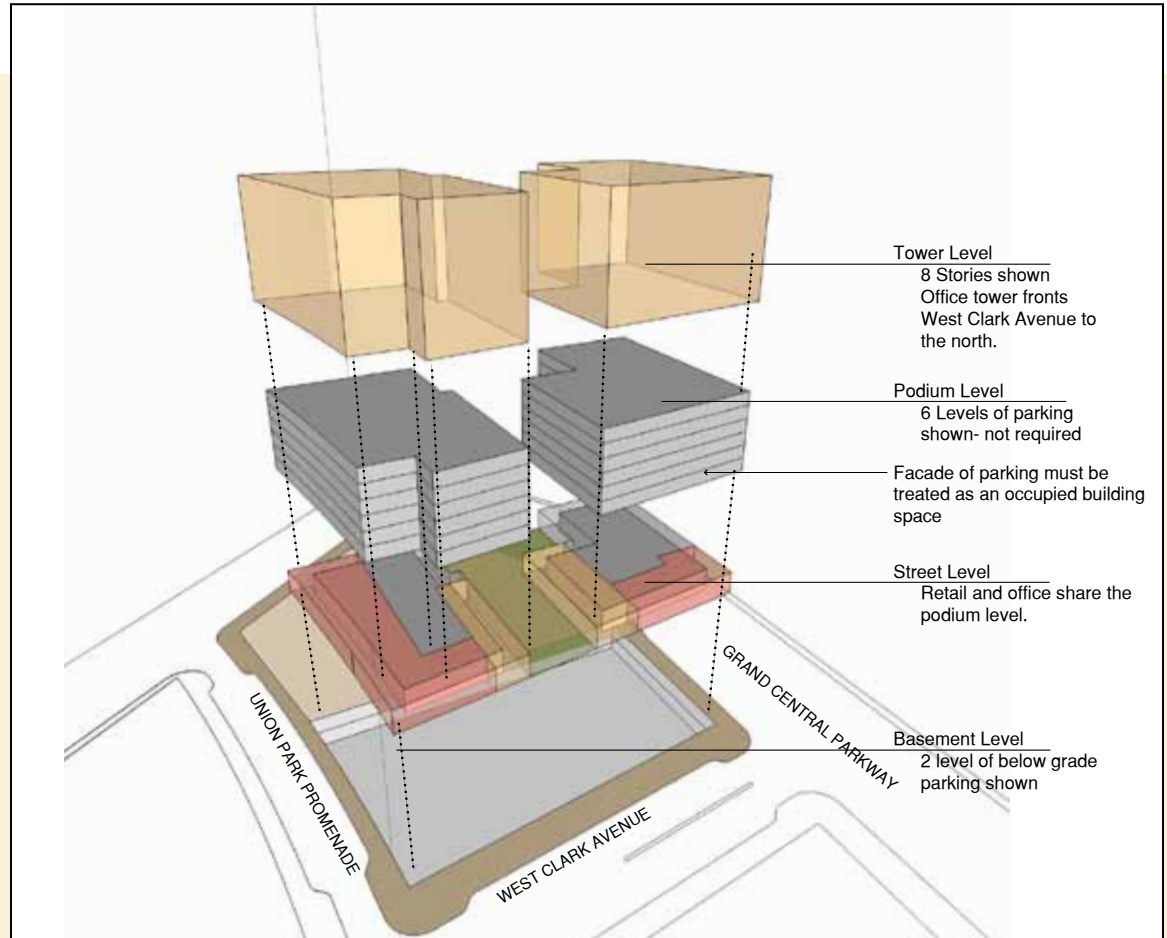 Tower Level
8 Stories shown
Office tower fronts
West Clark Avenue to
the north.
Podium Level
6 Levels of parking
shown- not required
Facade of parking must be
treated as an occupied building
space
Street Level
Retail and office share the
podium level.
GRAND CENTRAL PARKWAY
UNION PARK PROMENADE
Basement Level
2 level of below grade
parking shown
WEST CLARK AVENUE